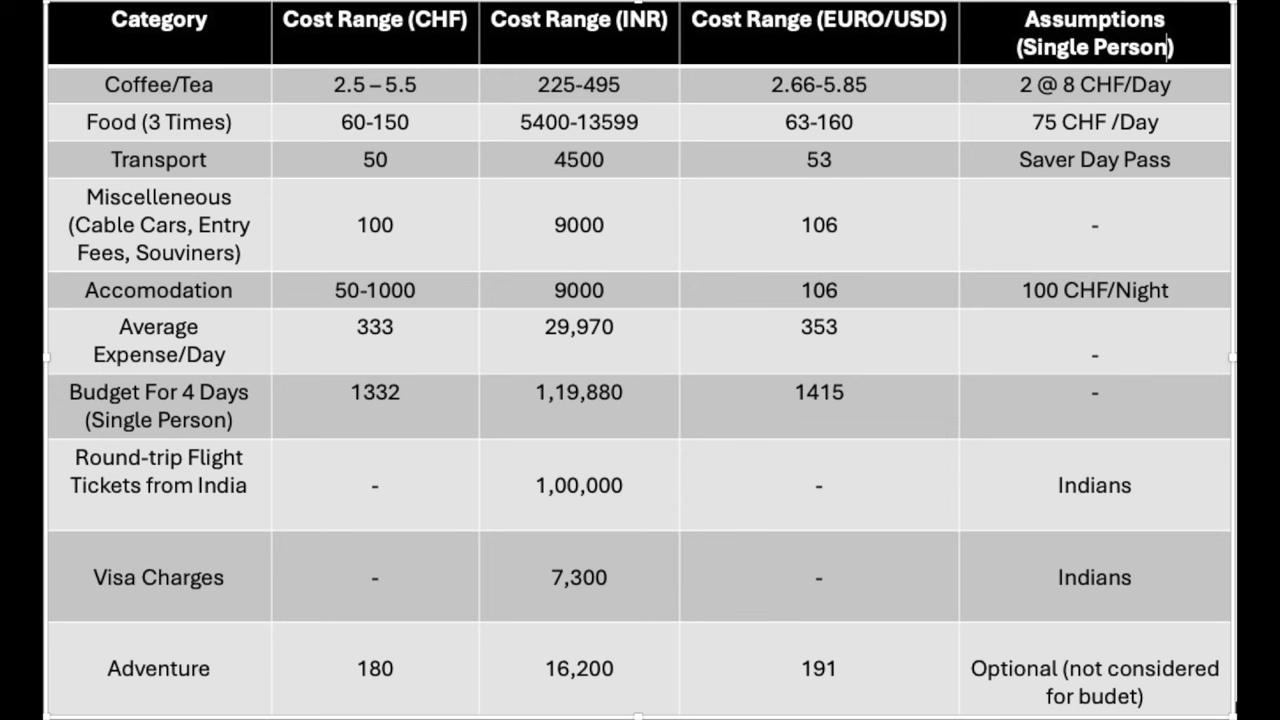 Category Cost Range (CHF) Cost Range (INR) Cost Range (EURO/USD) Assumptions
(Single Person)
Coffee/Tea 2.5 – 5.5 225-495 2.66-5.85 2 @ 8 CHF/Day
Food (3 Times) 60-150 5400-13599 63-160 75 CHF /Day
Transport 50 4500 53 Saver Day Pass
Miscelleneous
(Cable Cars, Entry 100 9000 106 -
Fees, Souviners)
Accomodation 50-1000 9000 106 100 CHF/Night
Average 333 29,970 353
Expense/Day -
Budget For 4 Days 1332 1,19,880 1415 -
(Single Person)
Round-trip Flight
Tickets from India - 1,00,000 - Indians
Visa Charges - 7,300 - Indians
Adventure 180 16,200 191 Optional (not considered
for budet)